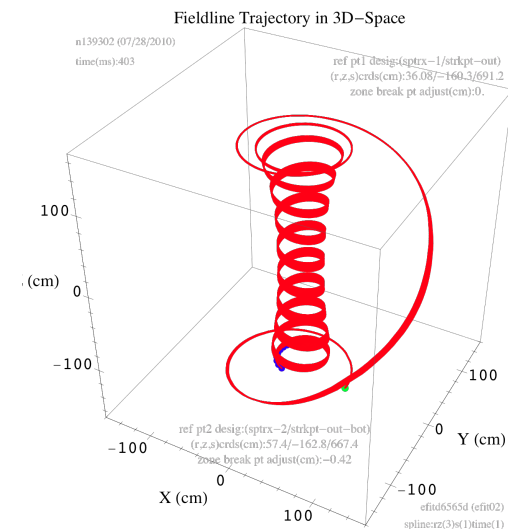 Fieldline Trajectory in 3D−Space
n139302 (07/28/2010)
time(ms):403
ref pt1 desig:(sptrx−1/strkpt−out)
(r,z,s)crds(cm):36.08/−160.3/691.2
zone break pt adjust(cm):0.
100
(cm)
0
−100
ref pt2 desig:(sptrx−2/strkpt−out−bot)
(r,z,s)crds(cm):57.4/−162.8/667.4
zone break pt adjust(cm):−0.42
−100
0
100
X (cm)
100
0
−100
Y (cm)
efitd6565d (efit02)
spline:rz(3)s(1)time(1)